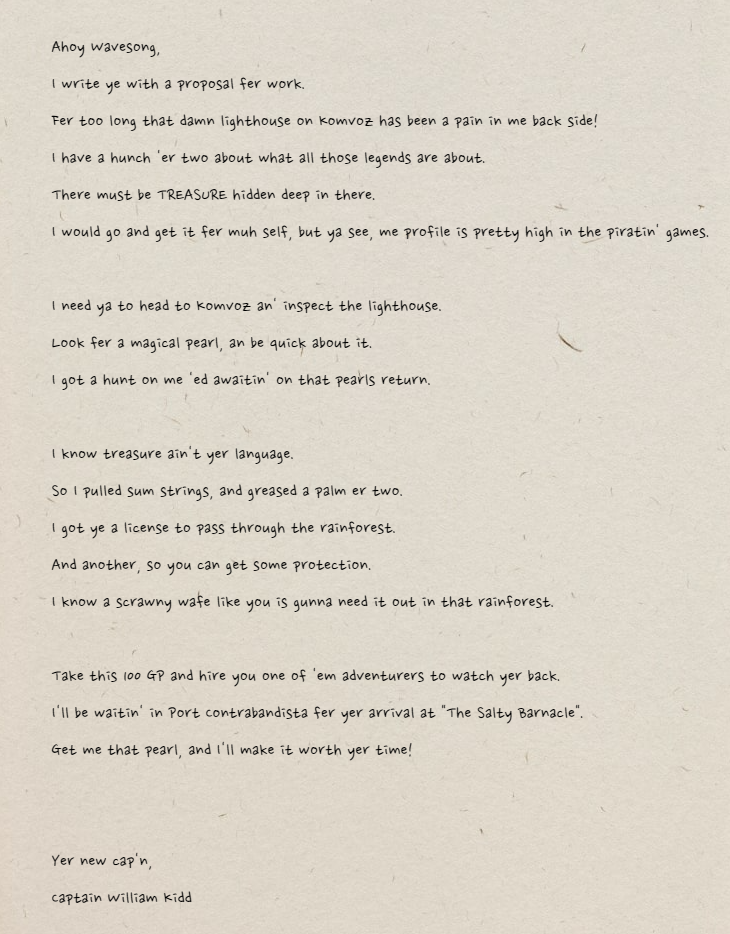 Ahoy Wavesong,
I write ye with a proposal fer work.
Fer too long that damn lighthouse on Komvoz has been a pain in me back side!
I have a hunch 'er two about what all those legends are about.
There must be TREASURE hidden deep in there.
I would go and get it fer muh self, but ya see, me profile is pretty high in the piratin' games.
I need ya to head to Komvoz an' inspect the lighthouse.
Look fer a magical pearl, an be quick about it.
I got a hunt on me 'ed awaitin' on that pearls return.
I know treasure ain't yer language.
So I pulled sum strings, and greased a palm er two.
I got ye a license to pass through the rainforest.
And another, so you can get some protection.
I know a scrawny wafe like you is gunna need it out in that rainforest.
Take this 100 GP and hire you one of 'em adventurers to watch yer back.
I'll be waitin' in Port Contrabandista fer yer arrival at "The Salty Barnacle".
Get me that pearl, and I'll make it worth yer time!
Yer new cap'n,
Captain William Kidd